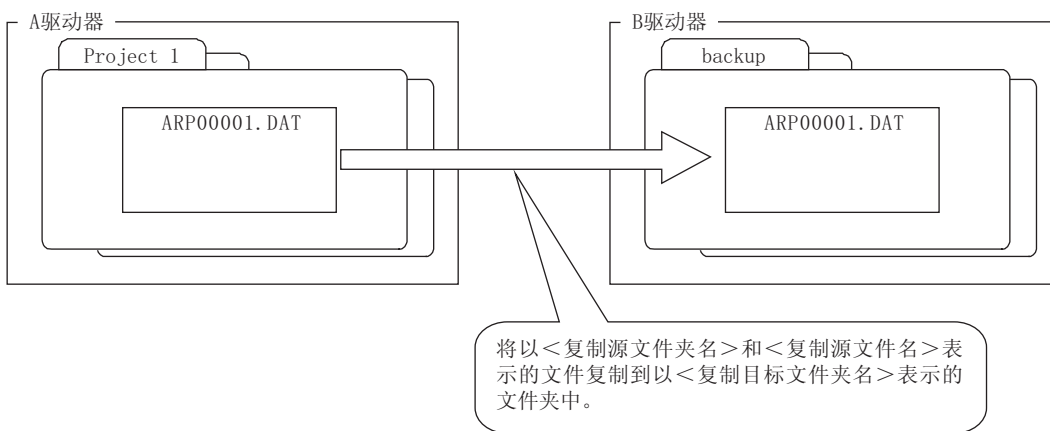 A驱动器
B驱动器
Project 1
backup
ARP00001.DAT
ARP00001.DAT
将以＜复制源文件夹名＞和＜复制源文件名＞表
示的文件复制到以＜复制目标文件夹名＞表示的
文件夹中。